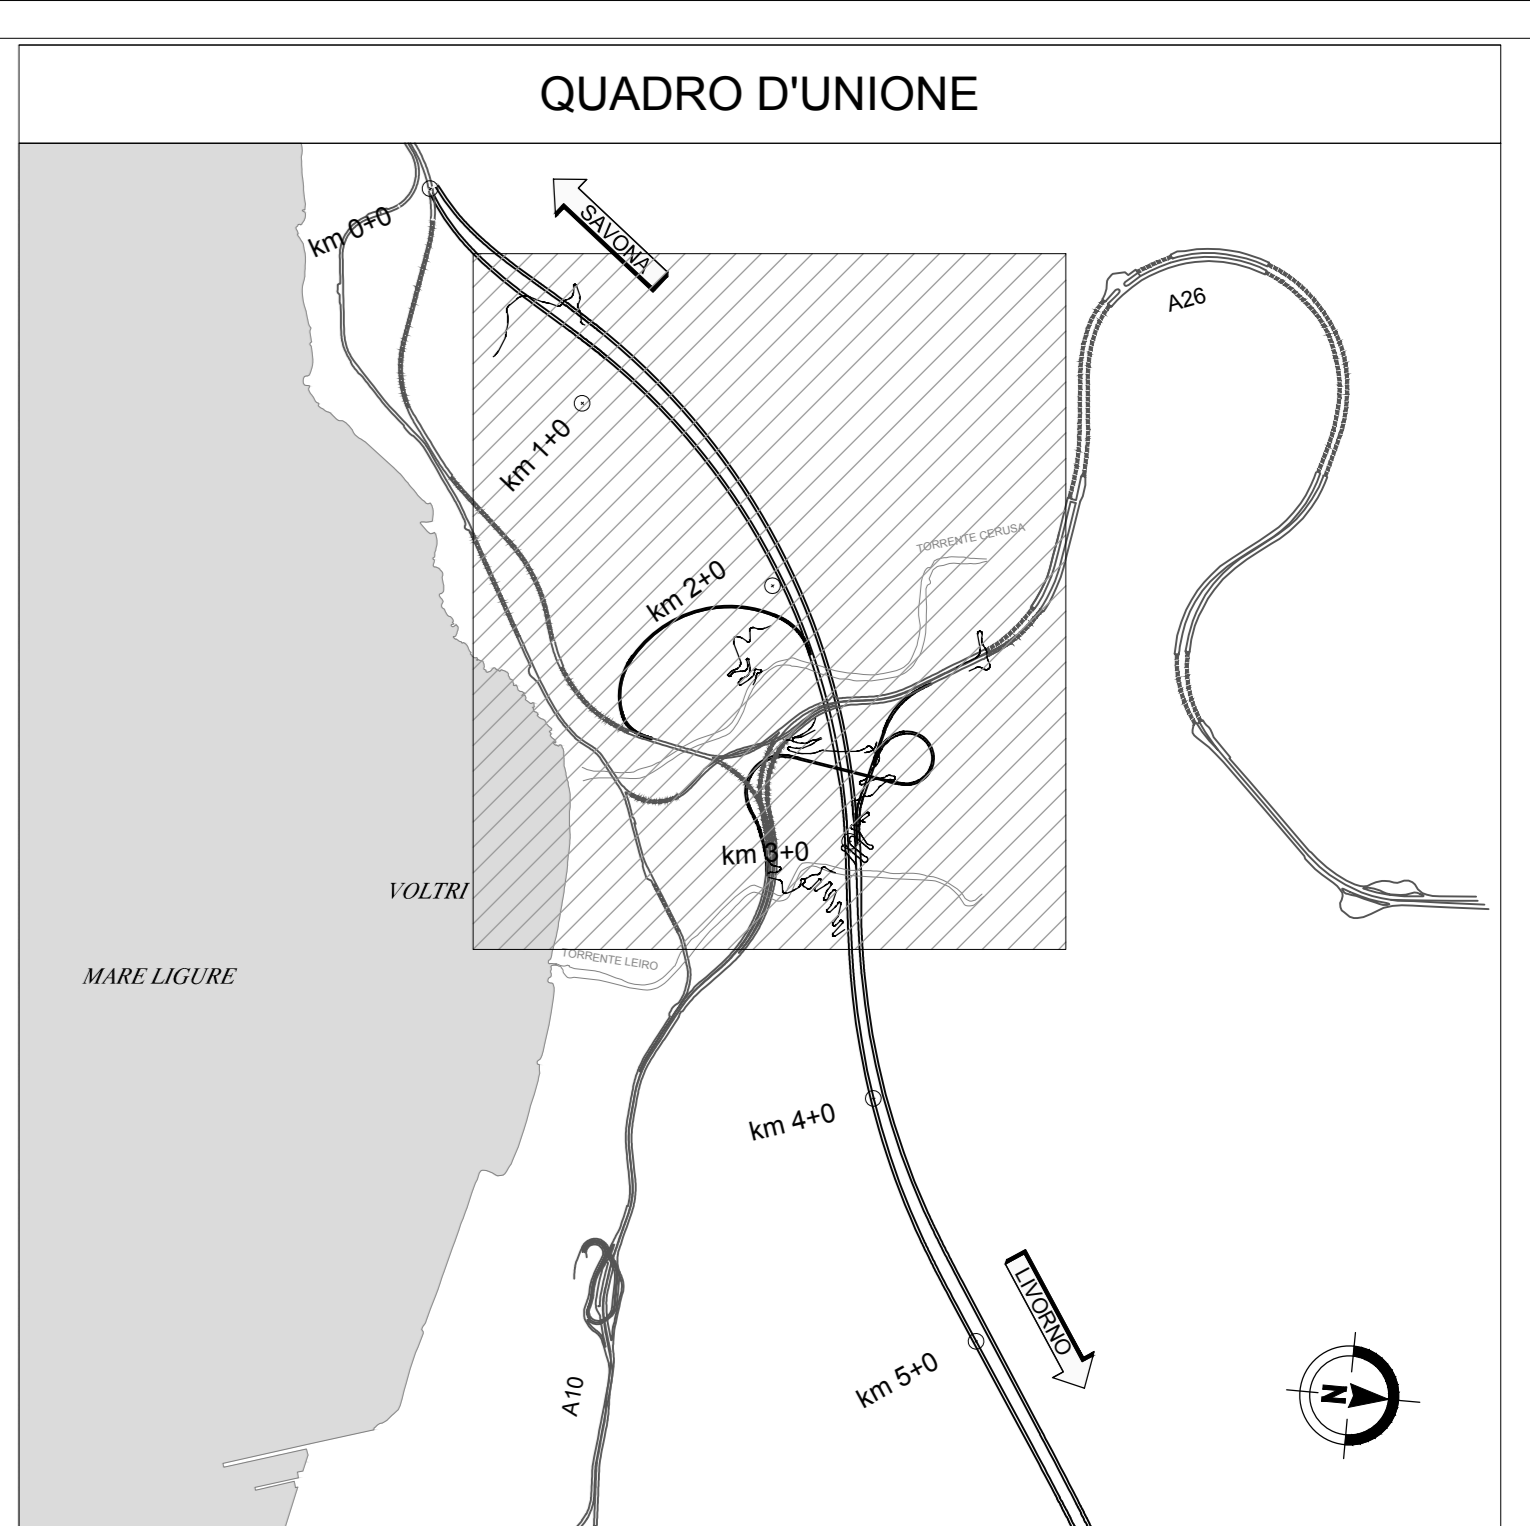 QUADRO D'UNIONE
SAVONA
km 0+0
A26
km 1+0
TORRENTE CERUSA
km 2+0
km 3+0
VOLTRI
TORRENTE LEIRO
MARE LIGURE
km 4+0
LIVORNO
km 5+0
A10
N